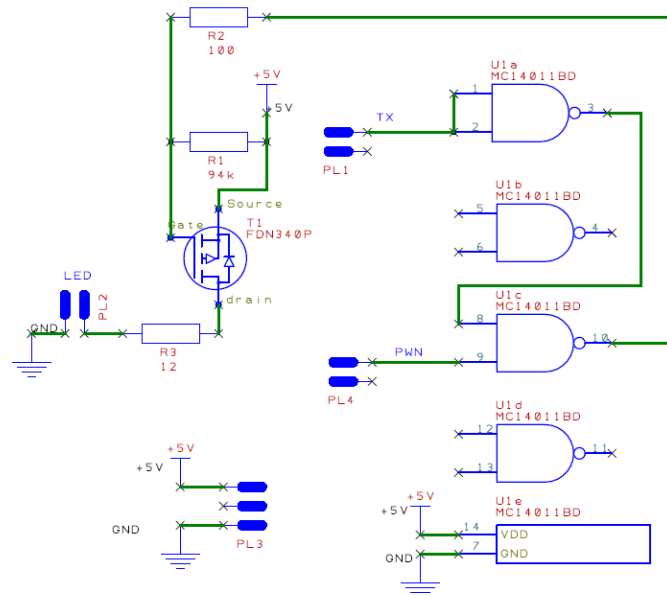 R2
100
+5V
+5V
R1
94k
Source
Gate
T1
FDN340P
drain
LED
PL2
GND
R3
12
TX
PL1
U1a
MC14011BD
1
2
3
U1b
MC14011BD
5
6
4
U1c
MC14011BD
8
9
10
PWN
PL4
U1d
MC14011BD
12
13
11
+5V
+5V
GND
PL3
U1e
MC14011BD
+5V
+5V
14
VDD
7
GND
GND